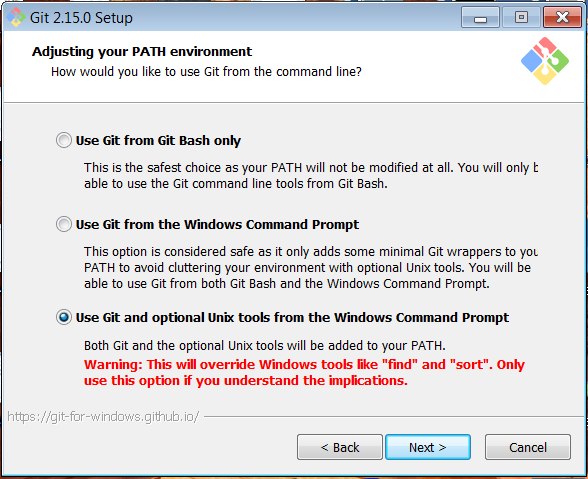 Git 2.15.0 Setup
Adjusting your PATH environment
How would you like to use Git from the command line?
Use Git from Git Bash only
This is the safest choice as your PATH will not be modified at all. You will only
able to use the Git command line tools from Git Bash.
Use Git from the Windows Command Prompt
This option is considered safe as it only adds some minimal Git wrappers to you
PATH to avoid cluttering your environment with optional Unix tools. You will be
able to use Git from both Git Bash and the Windows Command Prompt.
Use Git and optional Unix tools from the Windows Command Prompt
Both Git and the optional Unix tools will be added to your PATH.
Warning: This will override Windows tools like "find" and "sort". Only
use this option if you understand the implications.
https://git-for-windows.github.io/
< Back
Next >
Cancel